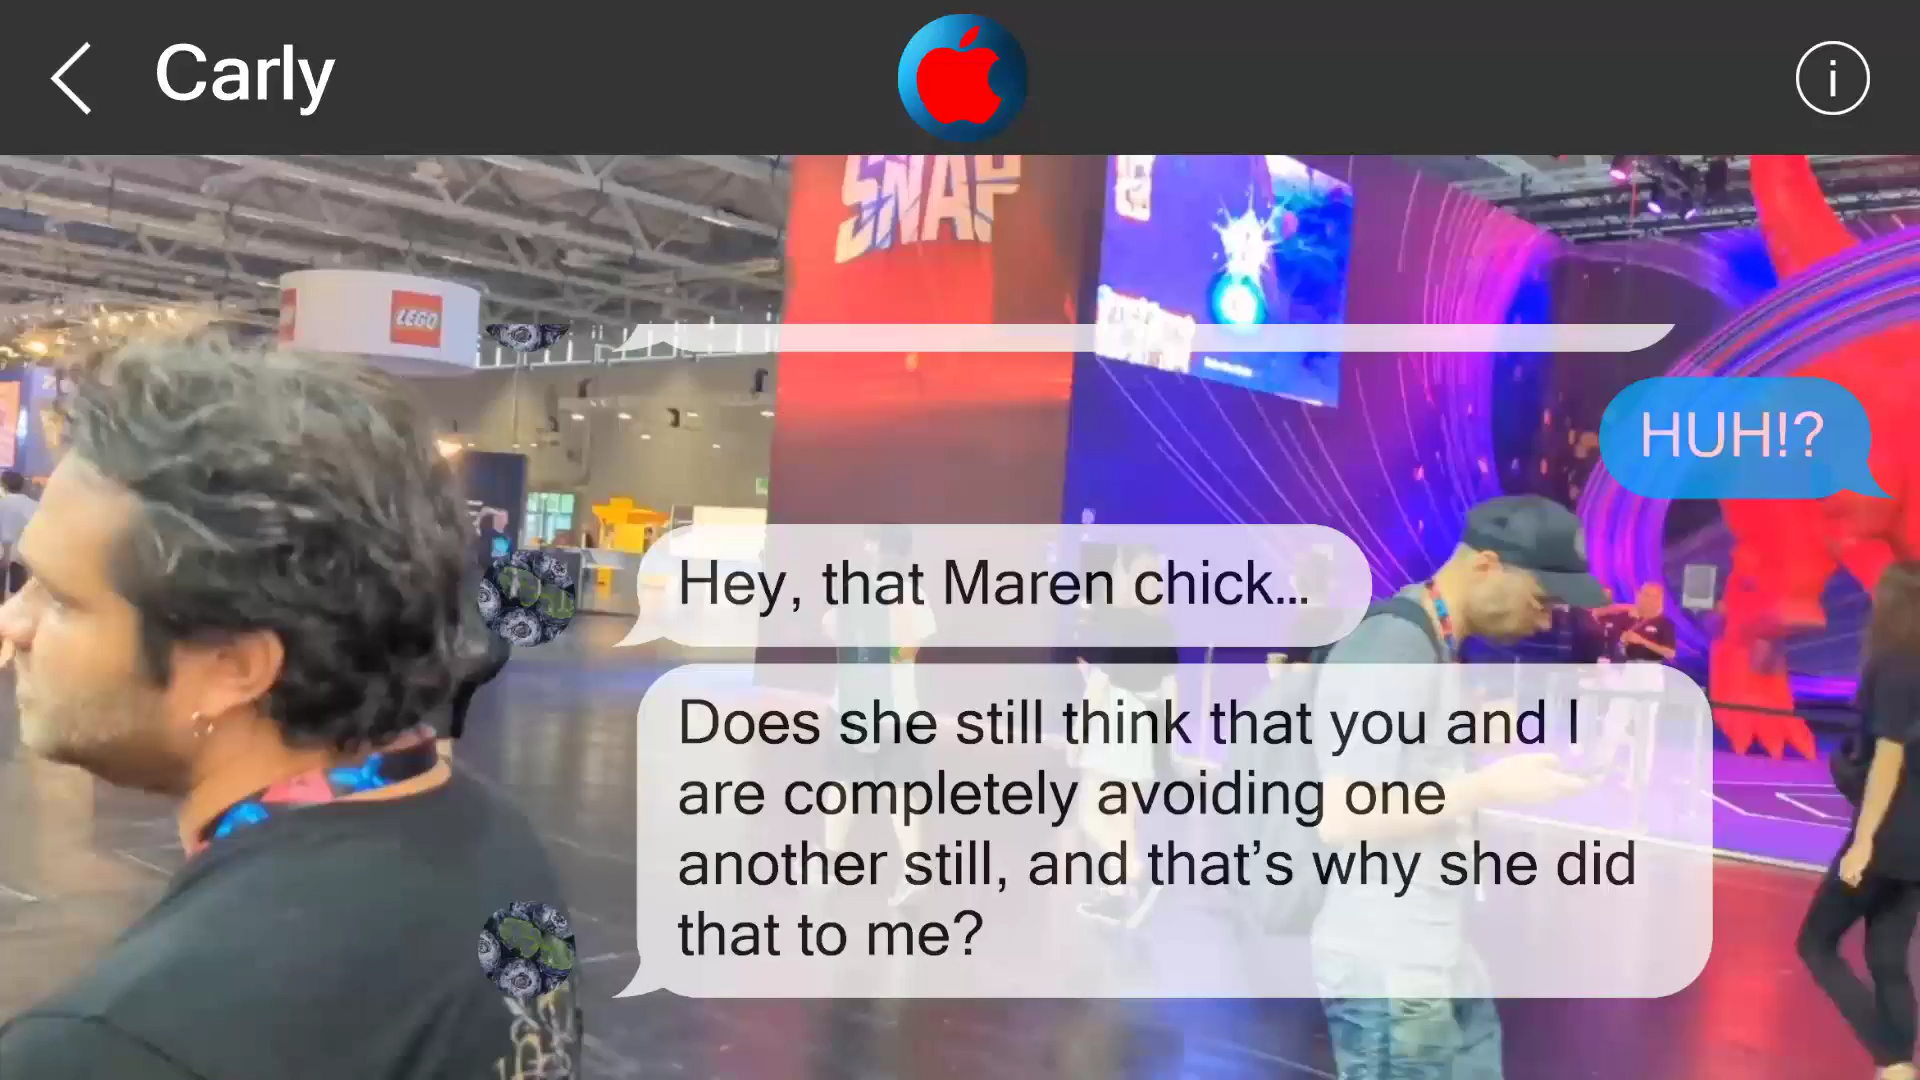 Carly
i
SNAP
LEGO
HUH!?
Hey, that Maren chick...
Does she still think that you and I
are completely avoiding one
another still, and that’s why she did
that to me?